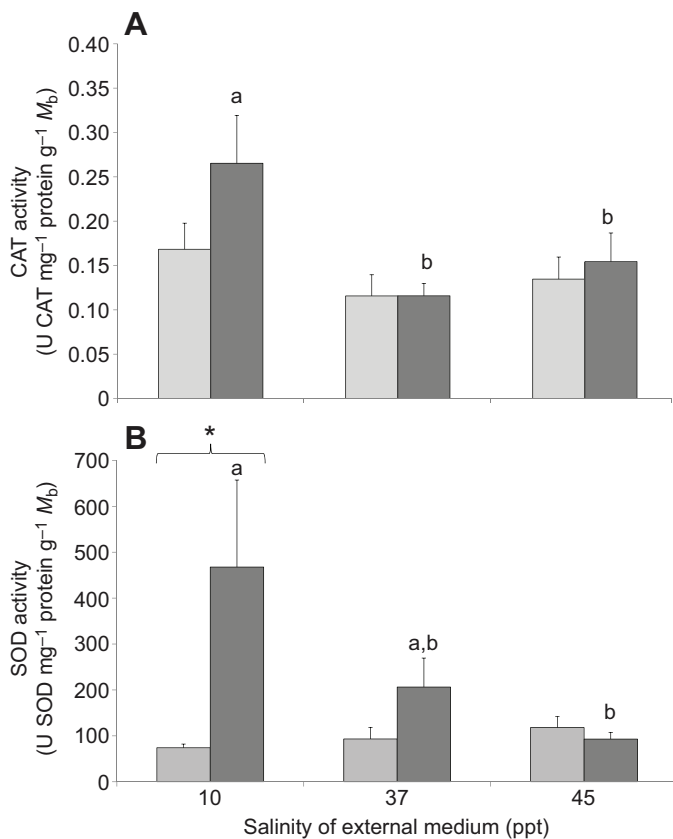 A
CAT activity
(U CAT mg⁻¹ protein g⁻¹ Mb)
0.40
0.35
0.30
0.25
0.20
0.15
0.10
0.05
0
a
b
b
B
SOD activity
(U SOD mg⁻¹ protein g⁻¹ Mb)
700
600
500
400
300
200
100
0
*
a
a,b
b
10 37 45
Salinity of external medium (ppt)